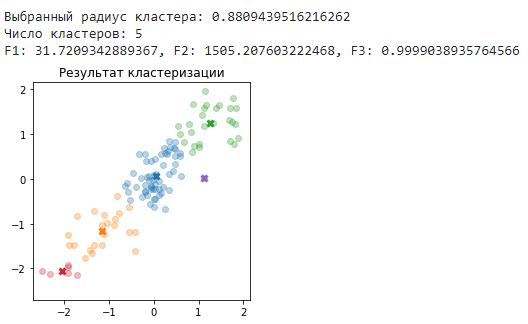 Выбранный радиус кластера: 0.8809439516216262
Число кластеров: 5
F1: 31.7209342889367, F2: 1505.207603222468, F3: 0.9999038935764566
Результат кластеризации
2
1
0
−1
−2
−2 −1 0 1 2